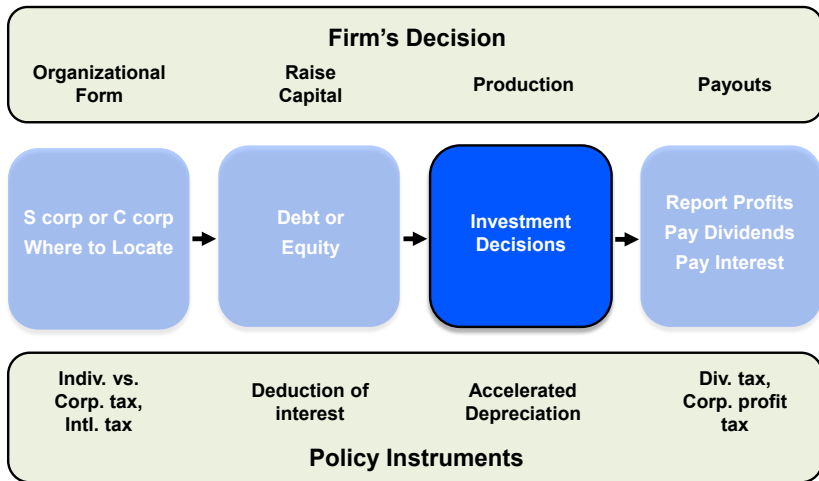 Firm’s Decision
Organizational
Form
Raise
Capital
Production
Payouts
S corp or C corp
Where to Locate
Debt or
Equity
Investment
Decisions
Report Profits
Pay Dividends
Pay Interest
Indiv. vs.
Corp. tax,
Intl. tax
Deduction of
interest
Accelerated
Depreciation
Div. tax,
Corp. profit
tax
Policy Instruments